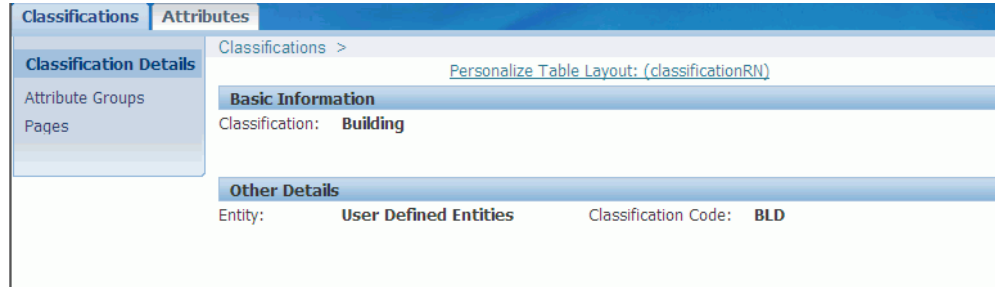 Classifications Attributes
Classifications >
Classification Details
Personalize Table Layout: (classificationRN)
Attribute Groups
Pages
Basic Information
Classification: Building
Other Details
Entity: User Defined Entities Classification Code: BLD